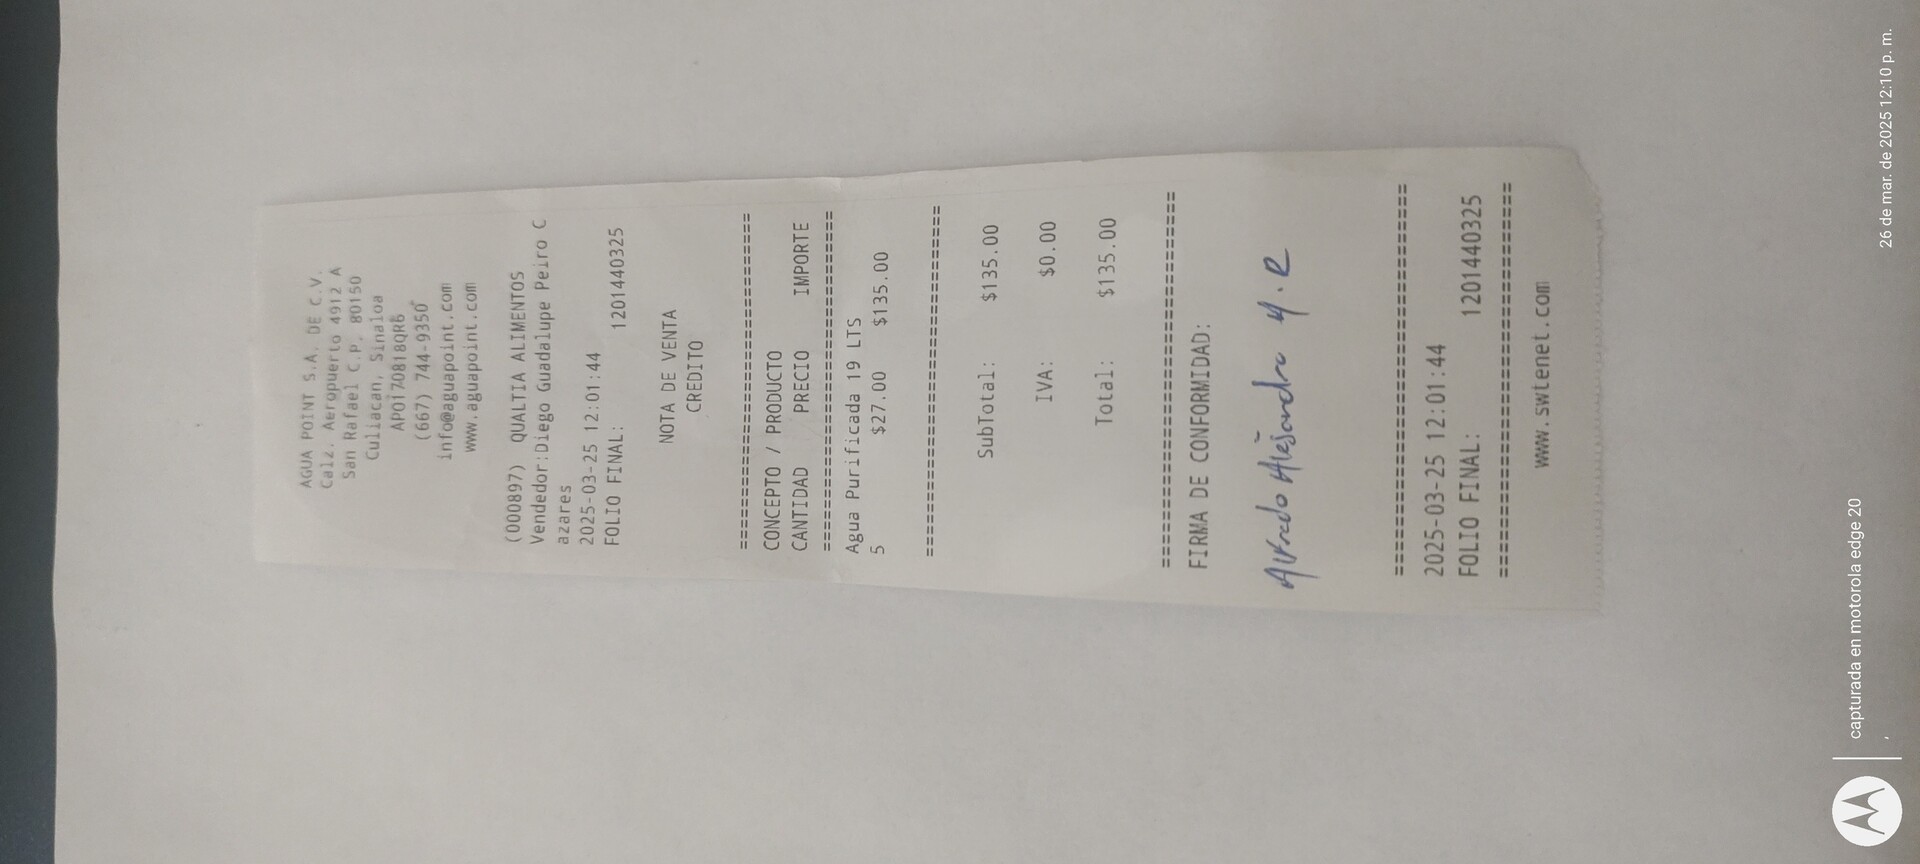 AGUA POINT S.A. DE C.V.
Calz. Aeropuerto 4912 A
San Rafael C.P. 80150
Culiacan, Sinaloa
APO170818QR6
(667) 744-9350
info@aguapoint.com
www.aguapoint.com
(000897) QUALTIA ALIMENTOS
Vendedor:Diego Guadalupe Peiro C
azares
2025-03-25 12:01:44
FOLIO FINAL: 1201440325
NOTA DE VENTA
CREDITO
================================
CONCEPTO / PRODUCTO
CANTIDAD PRECIO IMPORTE
================================
Agua Purificada 19 LTS
5 $27.00 $135.00
================================
SubTotal: $135.00
IVA: $0.00
Total: $135.00
================================
FIRMA DE CONFORMIDAD:
Alfredo Alejandro
================================
2025-03-25 12:01:44
FOLIO FINAL: 1201440325
================================
www.swtenet.com
capturada en motorola edge 20
26 de mar. de 2025 12:10 p. m.